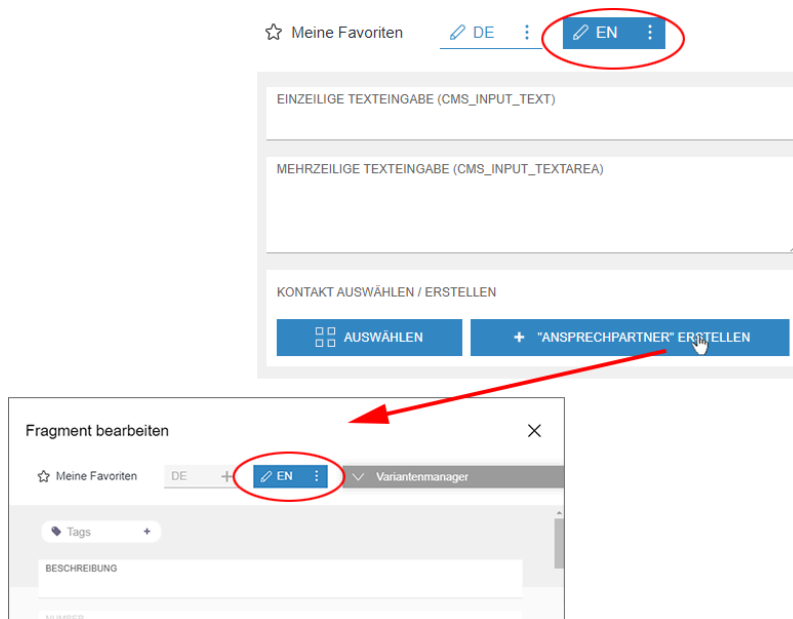 Meine Favoriten DE EN
EINZEILIGE TEXTEINGABE (CMS_INPUT_TEXT)
MEHRZEILIGE TEXTEINGABE (CMS_INPUT_TEXTAREA)
KONTAKT AUSWÄHLEN / ERSTELLEN
AUSWÄHLEN + "ANSPRECHPARTNER" ERSTELLEN
Fragment bearbeiten
Meine Favoriten DE + EN Variantenmanager
Tags +
BESCHREIBUNG
NUMBER